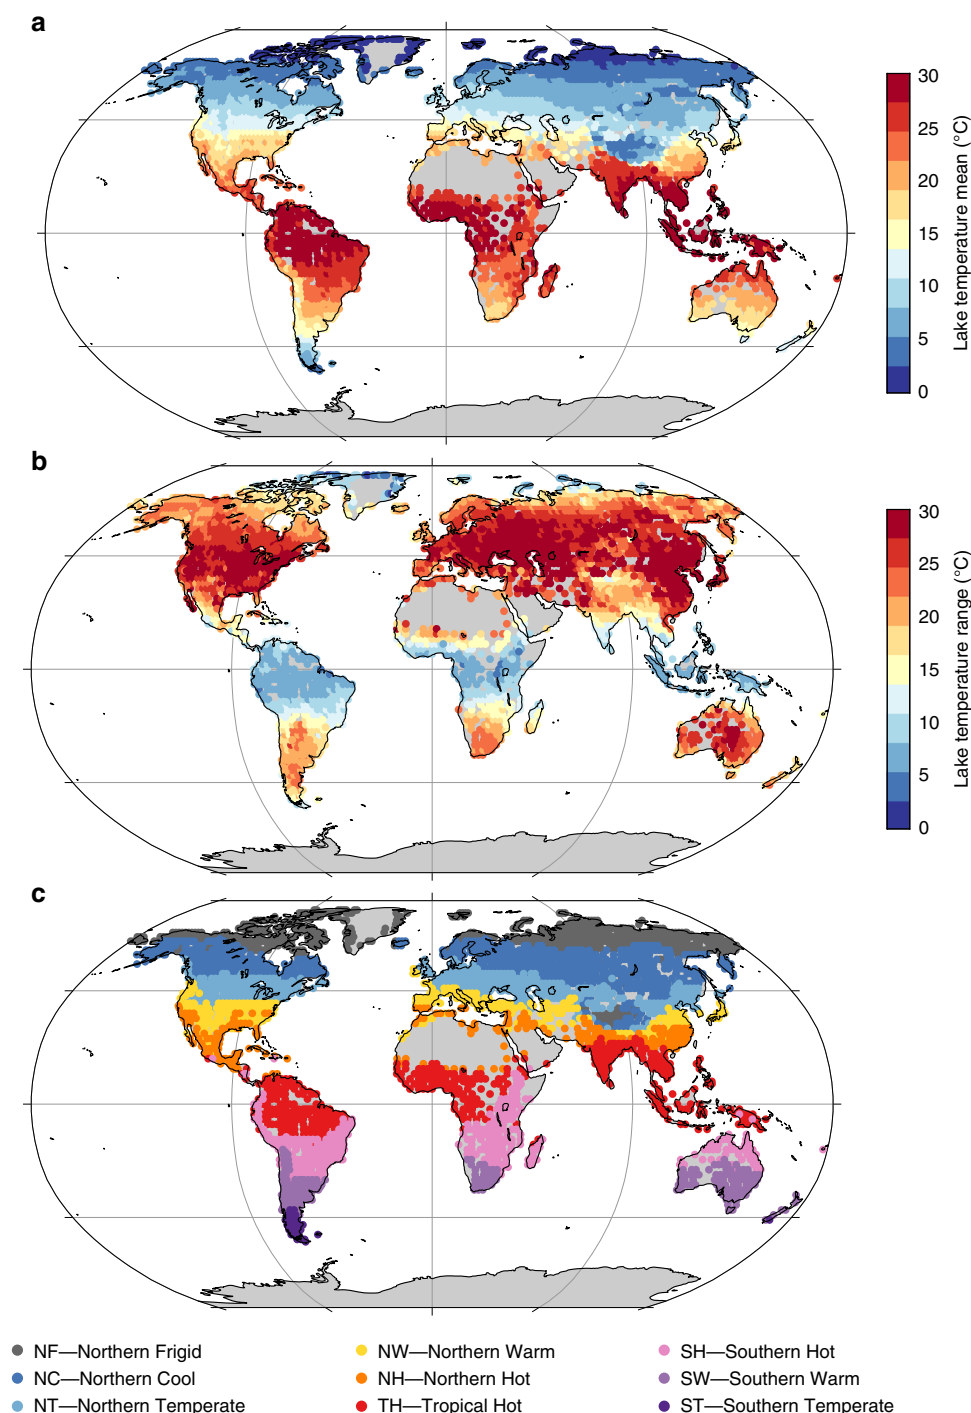 a
30
25
20
15
10
5
0
Lake temperature mean (°C)
b
30
25
20
15
10
5
0
Lake temperature range (°C)
c
NF—Northern Frigid
NC—Northern Cool
NT—Northern Temperate
NW—Northern Warm
NH—Northern Hot
TH—Tropical Hot
SH—Southern Hot
SW—Southern Warm
ST—Southern Temperate